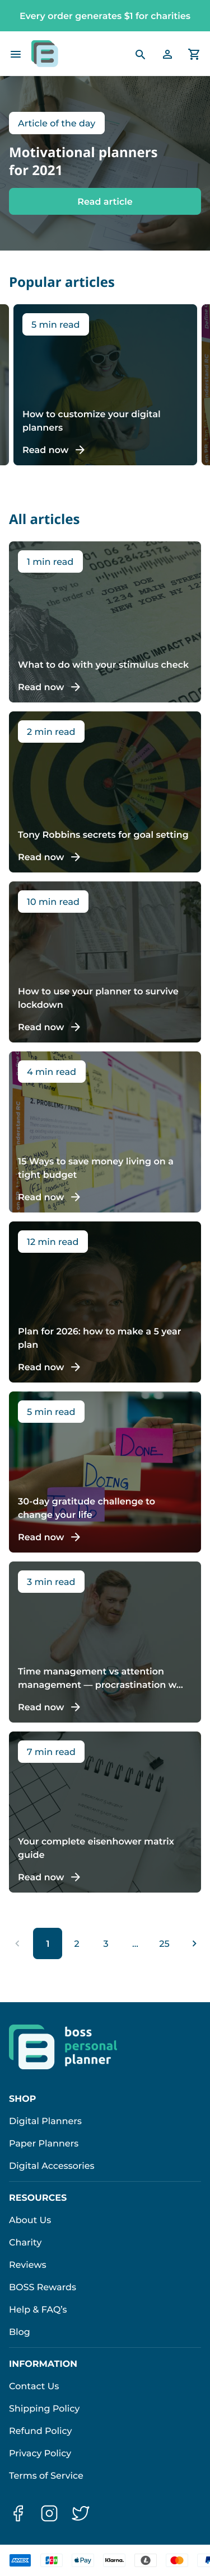 Every order generates $1 for charities
Article of the day
Motivational planners
for 2021
Read article
Popular articles
5 min read
How to customize your digital
planners
Read now
All articles
1 min read
What to do with your stimulus check
Read now
2 min read
Tony Robbins secrets for goal setting
Read now
10 min read
How to use your planner to survive
lockdown
Read now
4 min read
15 Ways to save money living on a
tight budget
Read now
12 min read
Plan for 2026: how to make a 5 year
plan
Read now
5 min read
DONE
DOING
TO DO
30-day gratitude challenge to
change your life
Read now
3 min read
Time management vs attention
management — procrastination w...
Read now
7 min read
Your complete eisenhower matrix
guide
Read now
1 2 3 ... 25
boss
personal
planner
SHOP
Digital Planners
Paper Planners
Digital Accessories
RESOURCES
About Us
Charity
Reviews
BOSS Rewards
Help & FAQ’s
Blog
INFORMATION
Contact Us
Shipping Policy
Refund Policy
Privacy Policy
Terms of Service
JCB Pay Klarna.